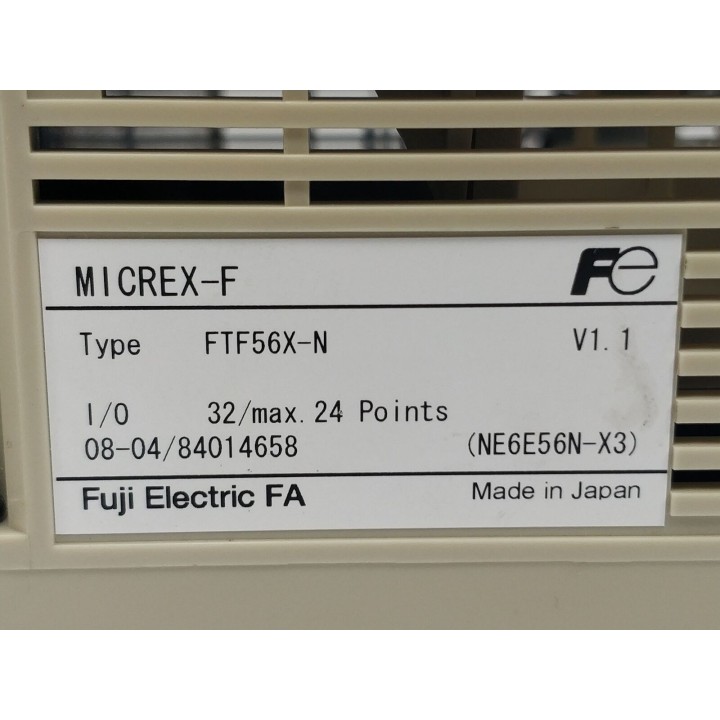 MICREX-F
Fe
Type FTF56X-N V1.1
I/O 32/max.24 Points
08-04/84014658 (NE6E56N-X3)
Fuji Electric FA Made in Japan